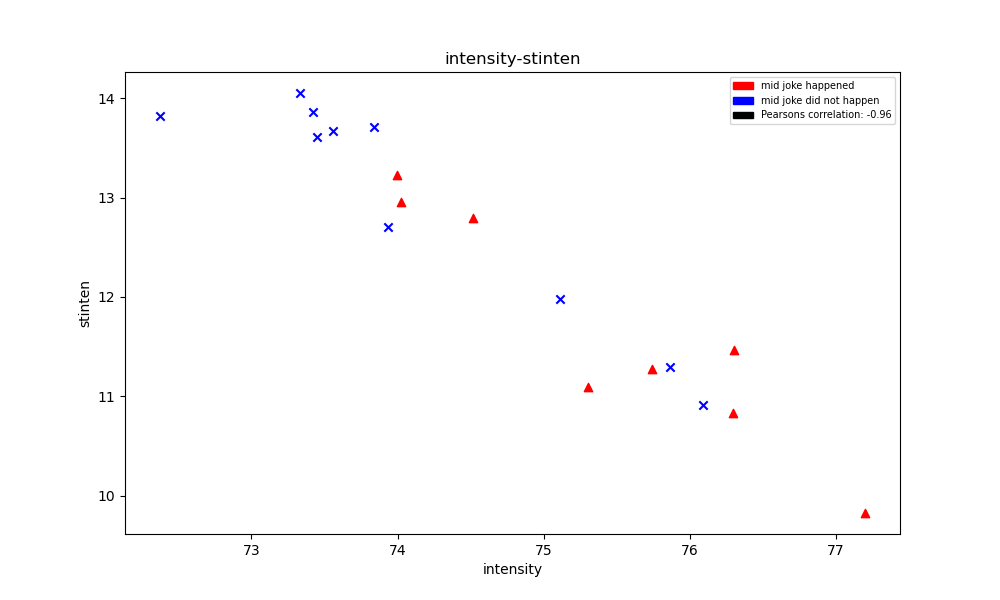 intensity-stinten
mid joke happened
mid joke did not happen
Pearsons correlation: -0.96
14
13
12
11
10
stinten
73
74
75
76
77
intensity